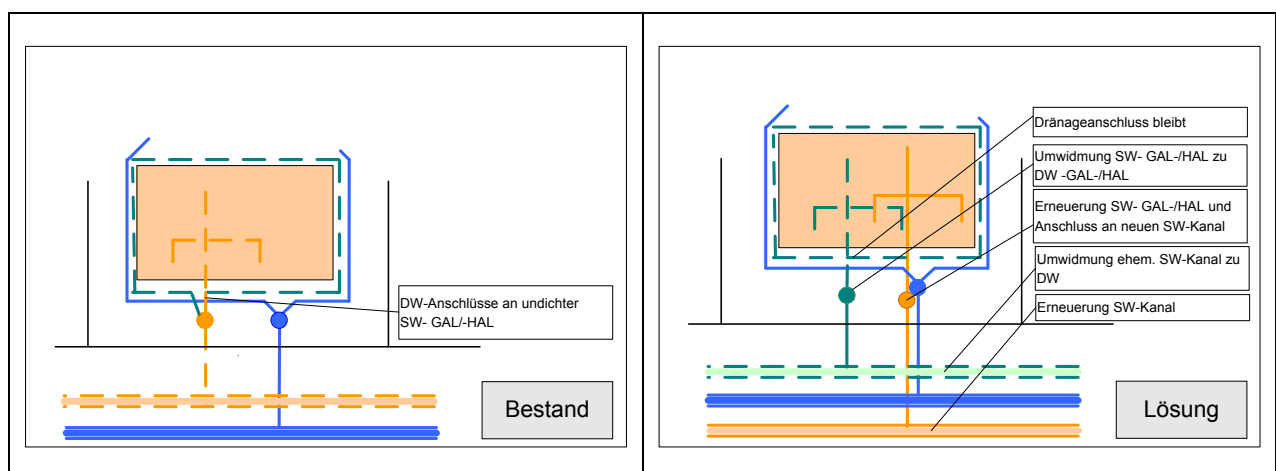 DW-Anschlüsse an undichter
SW- GAL/-HAL
Bestand
Dränageanschluss bleibt
Umwidmung SW- GAL-/HAL zu
DW -GAL-/HAL
Erneuerung SW- GAL-/HAL und
Anschluss an neuen SW-Kanal
Umwidmung ehem. SW-Kanal zu
DW
Erneuerung SW-Kanal
Lösung